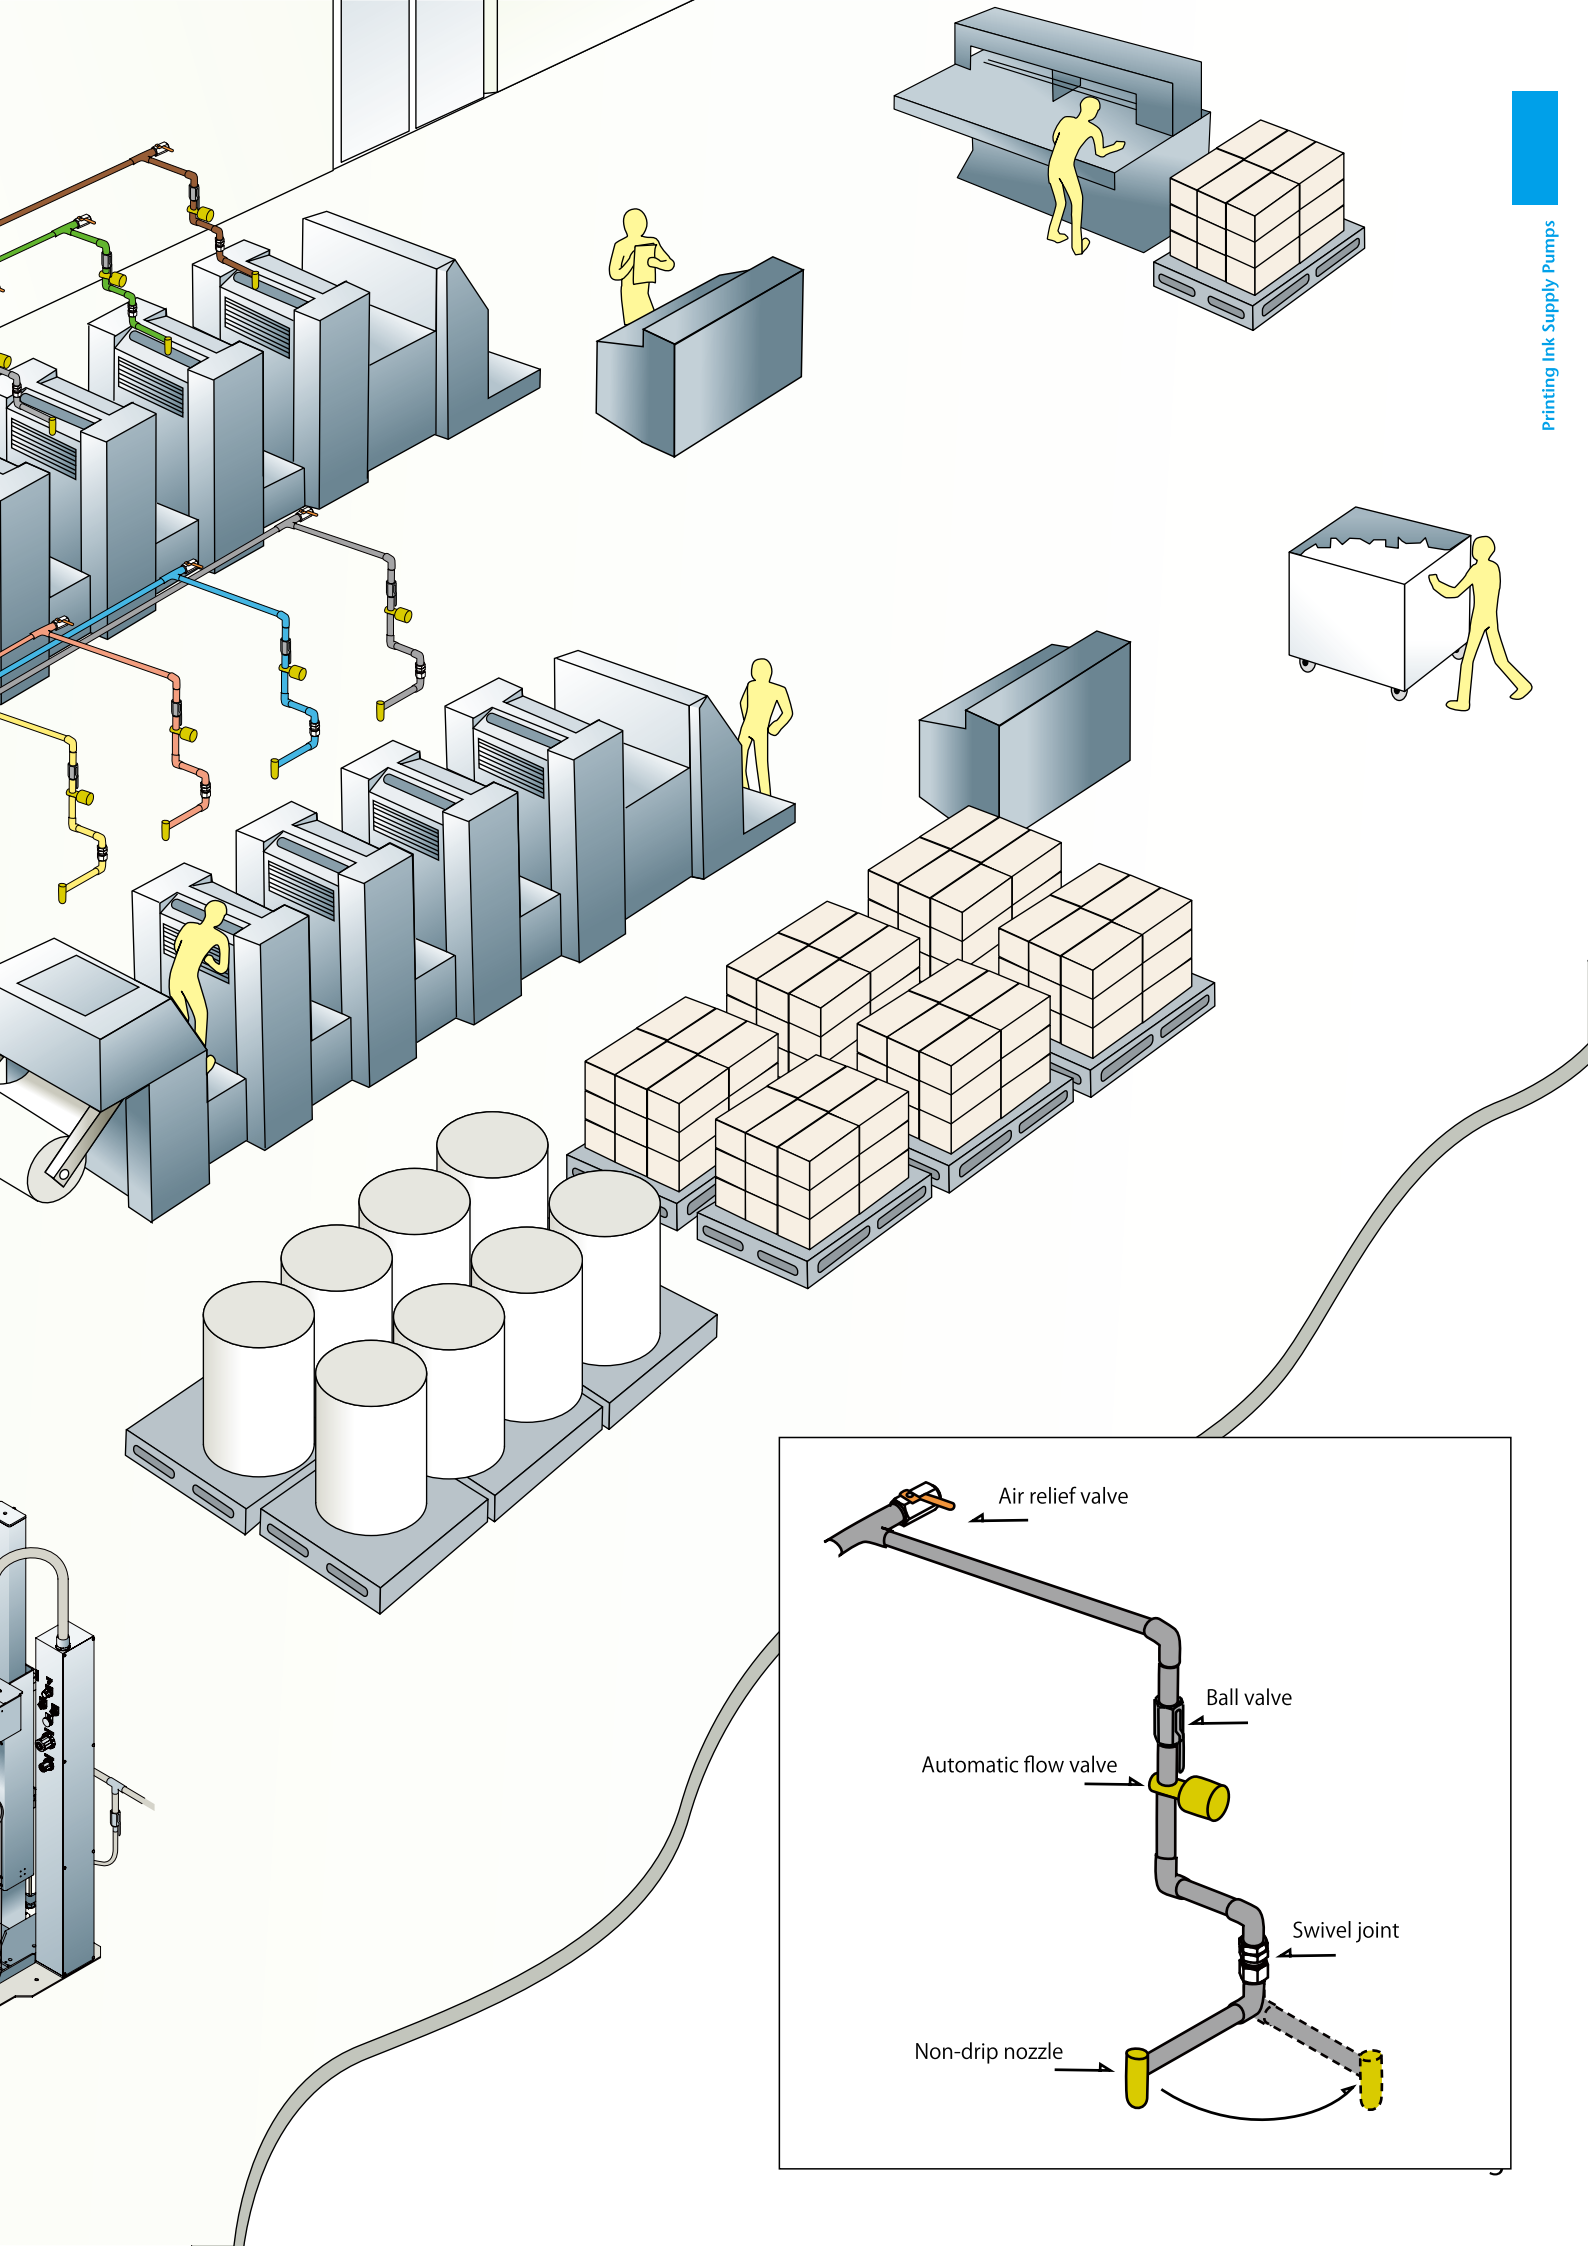 Printing Ink Supply Pumps
Air relief valve
Ball valve
Automatic flow valve
Swivel joint
Non-drip nozzle